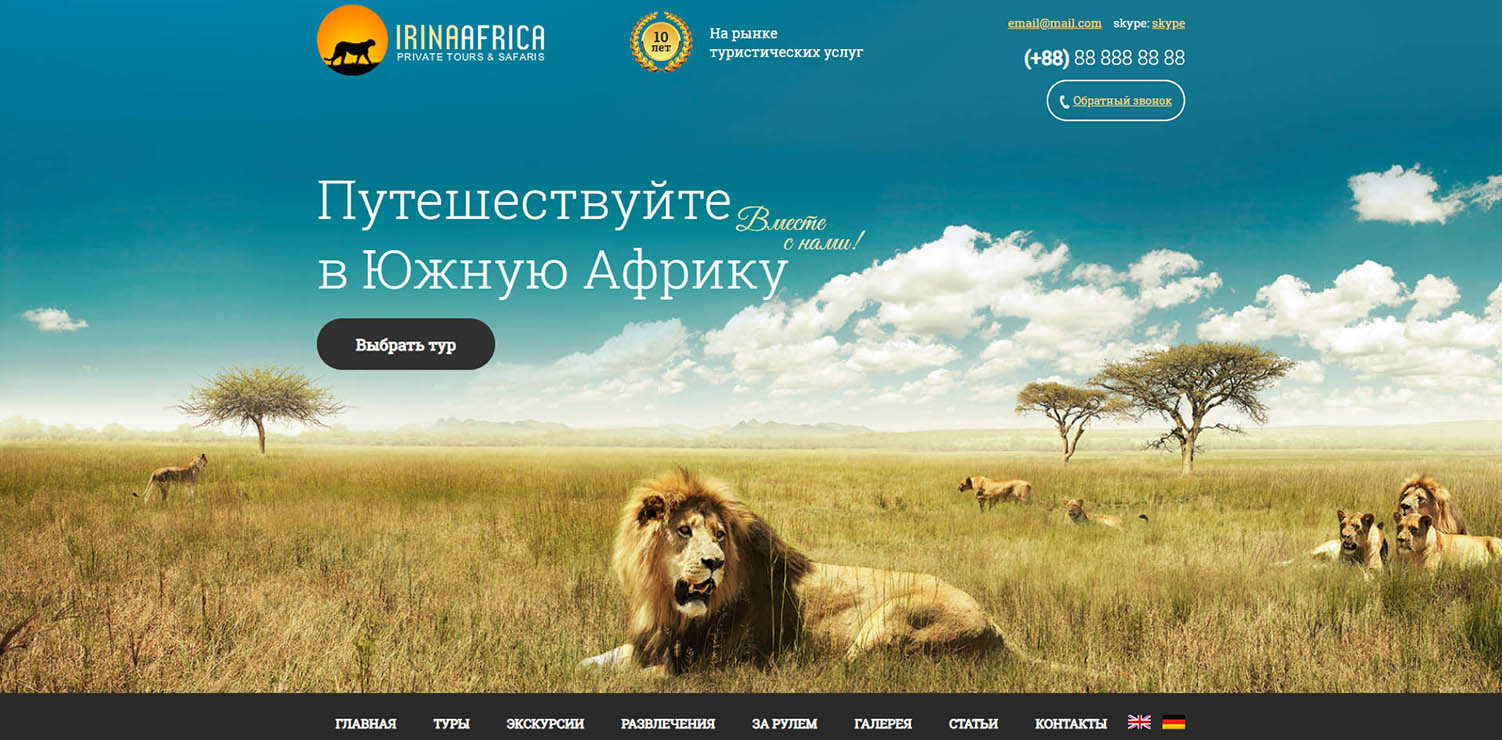 IRINAAFRICA
PRIVATE TOURS & SAFARIS
10
лет
На рынке
туристических услуг
email@mail.com skype: skype
(+88) 88 888 88 88
Обратный звонок
Путешествуйте
Вместе
с нами!
в Южную Африку
Выбрать тур
ГЛАВНАЯ ТУРЫ ЭКСКУРСИИ РАЗВЛЕЧЕНИЯ ЗА РУЛЕМ ГАЛЕРЕЯ СТАТЬИ КОНТАКТЫ